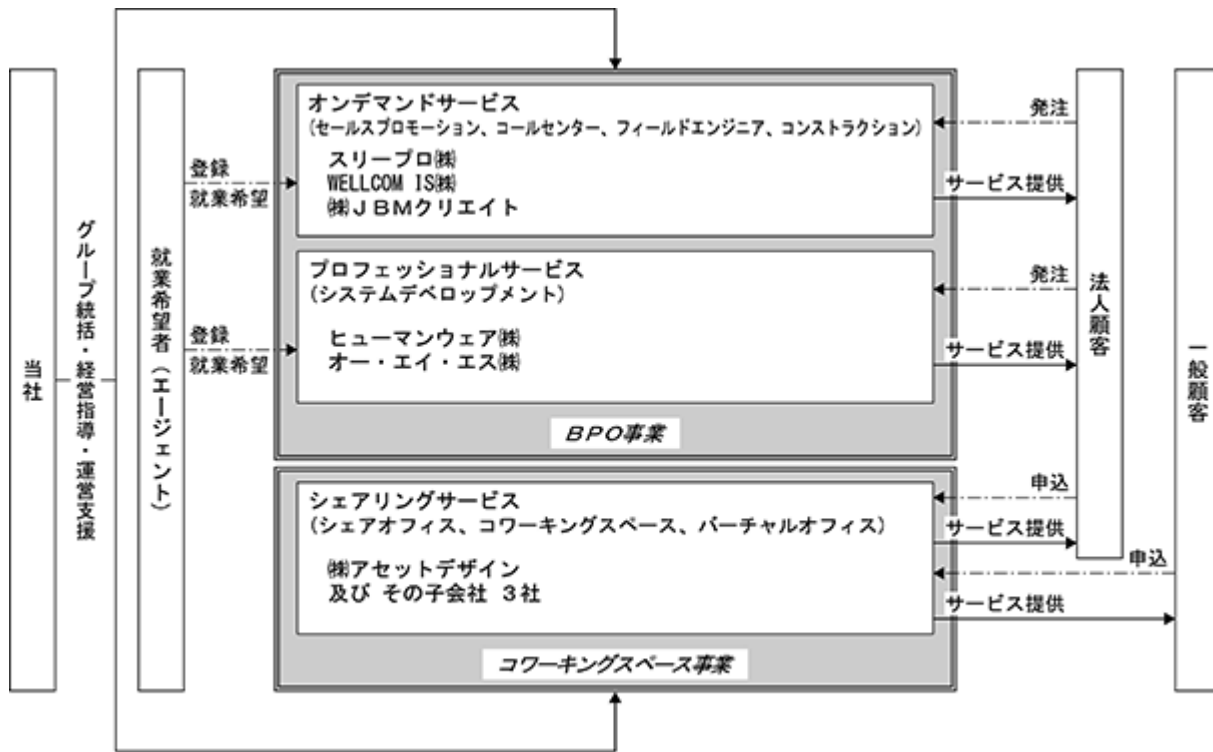 当社
グループ統括・経営指導・運営支援
就業希望者(エージェント)
登録
就業希望
登録
就業希望
オンデマンドサービス
(セールスプロモーション、コールセンター、フィールドエンジニア、コンストラクション)
スリープロ㈱
WELLCOM IS㈱
㈱JBMクリエイト
プロフェッショナルサービス
(システムデベロップメント)
ヒューマンウェア㈱
オー・エイ・エス㈱
BPO事業
シェアリングサービス
(シェアオフィス、コワーキングスペース、バーチャルオフィス)
㈱アセットデザイン
及び その子会社 3社
コワーキングスペース事業
発注
サービス提供
発注
サービス提供
申込
サービス提供
申込
サービス提供
法人顧客
一般顧客